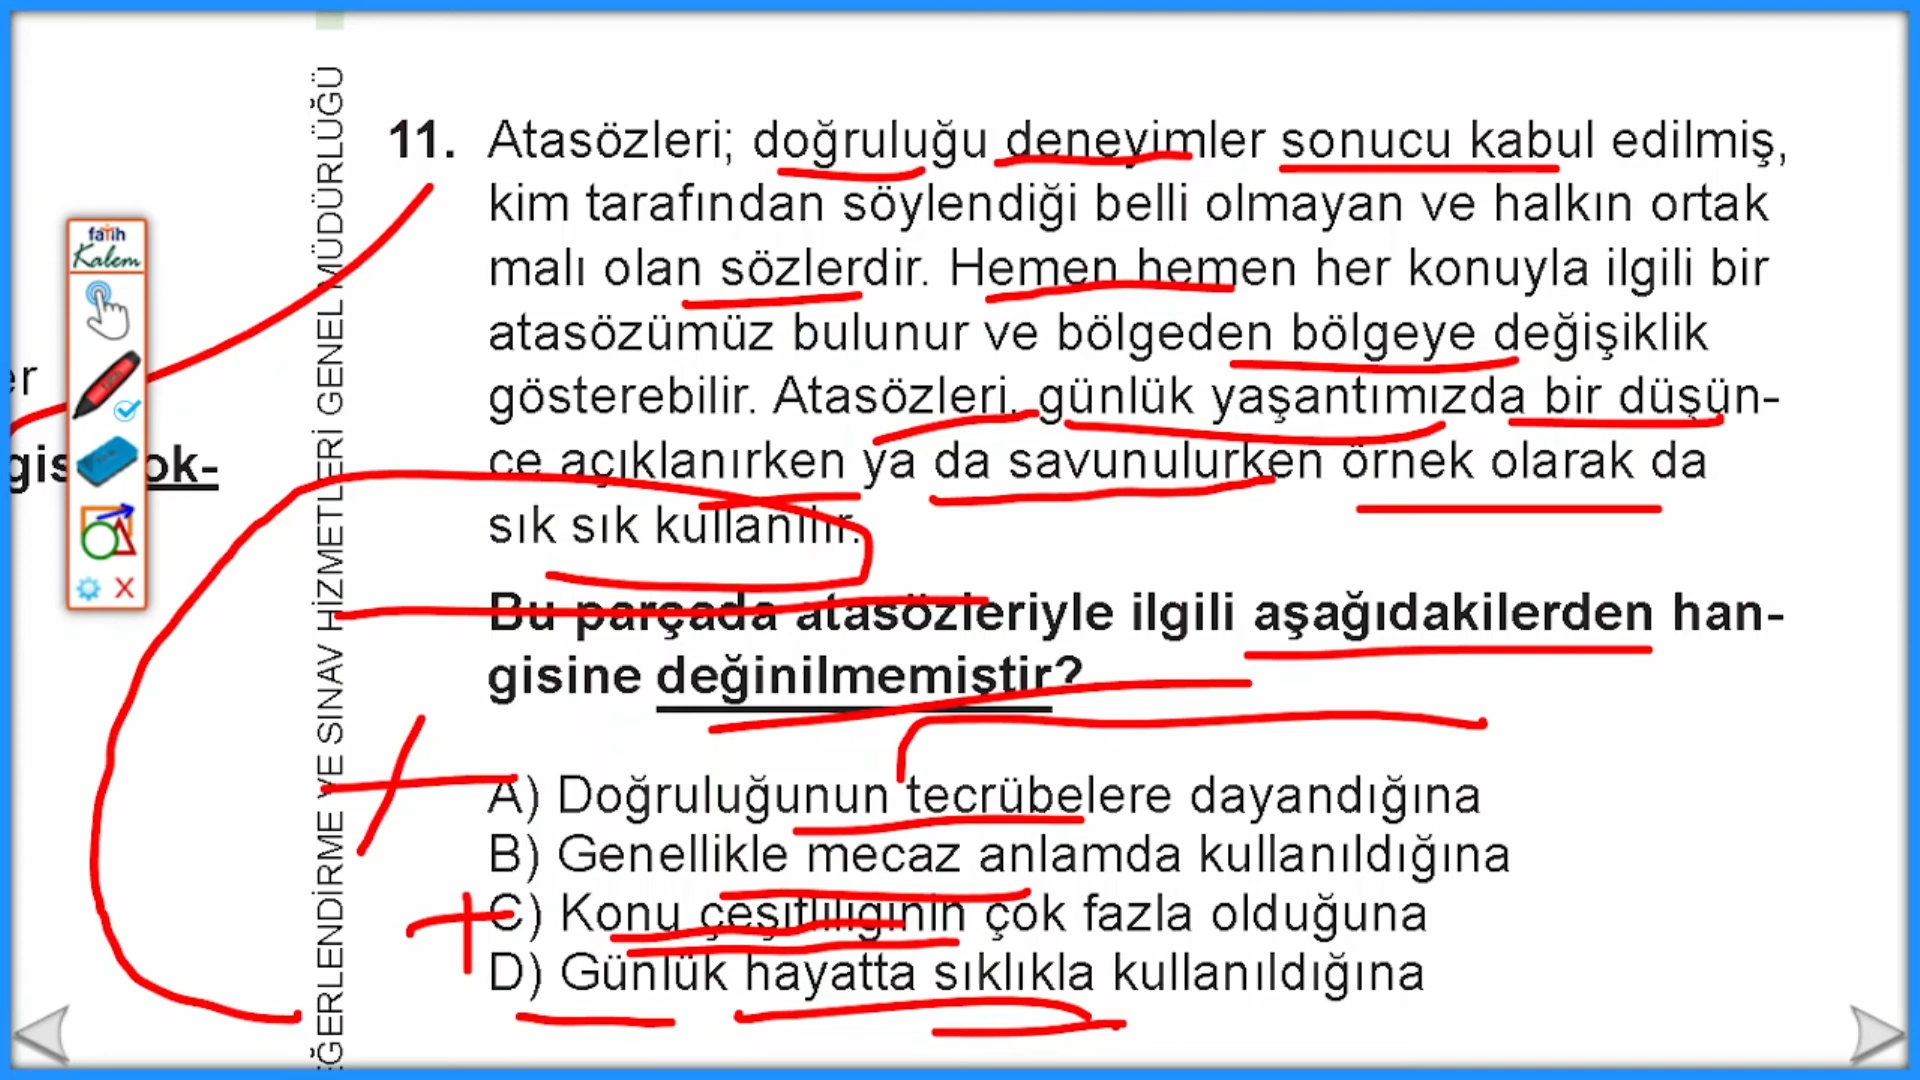 ĞERLENDİRME VE SINAV HİZMETLERİ GENEL MÜDÜRLÜĞÜ
er
gis ok-
fatih
Kalem
11. Atasözleri; doğruluğu deneyimler sonucu kabul edilmiş,
kim tarafından söylendiği belli olmayan ve halkın ortak
malı olan sözlerdir. Hemen hemen her konuyla ilgili bir
atasözümüz bulunur ve bölgeden bölgeye değişiklik
gösterebilir. Atasözleri, günlük yaşantımızda bir düşün-
ce açıklanırken ya da savunulurken örnek olarak da
sık sık kullanılır.
Bu parçada atasözleriyle ilgili aşağıdakilerden han-
gisine değinilmemiştir?
A) Doğruluğunun tecrübelere dayandığına
B) Genellikle mecaz anlamda kullanıldığına
C) Konu çeşitliliğinin çok fazla olduğuna
D) Günlük hayatta sıklıkla kullanıldığına